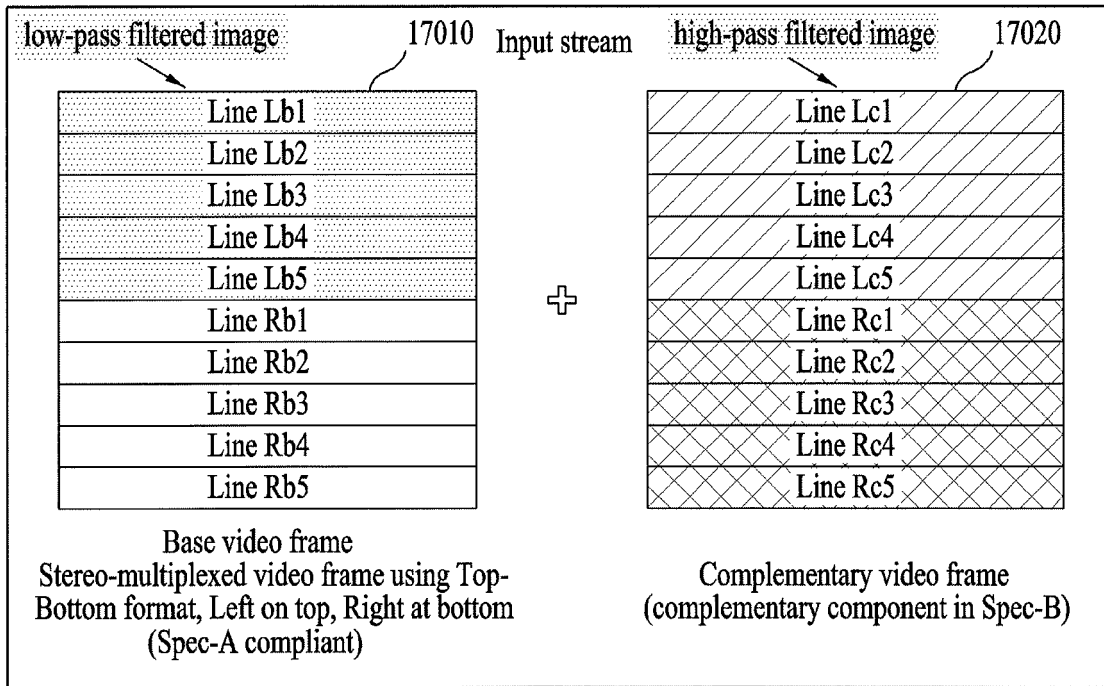 low-pass filtered image
17010
Input stream
high-pass filtered image
17020
Line Lb1
Line Lb2
Line Lb3
Line Lb4
Line Lb5
Line Rb1
Line Rb2
Line Rb3
Line Rb4
Line Rb5
Line Lc1
Line Lc2
Line Lc3
Line Lc4
Line Lc5
Line Rc1
Line Rc2
Line Rc3
Line Rc4
Line Rc5
Base video frame
Stereo-multiplexed video frame using Top-
Bottom format, Left on top, Right at bottom
(Spec-A compliant)
Complementary video frame
(complementary component in Spec-B)